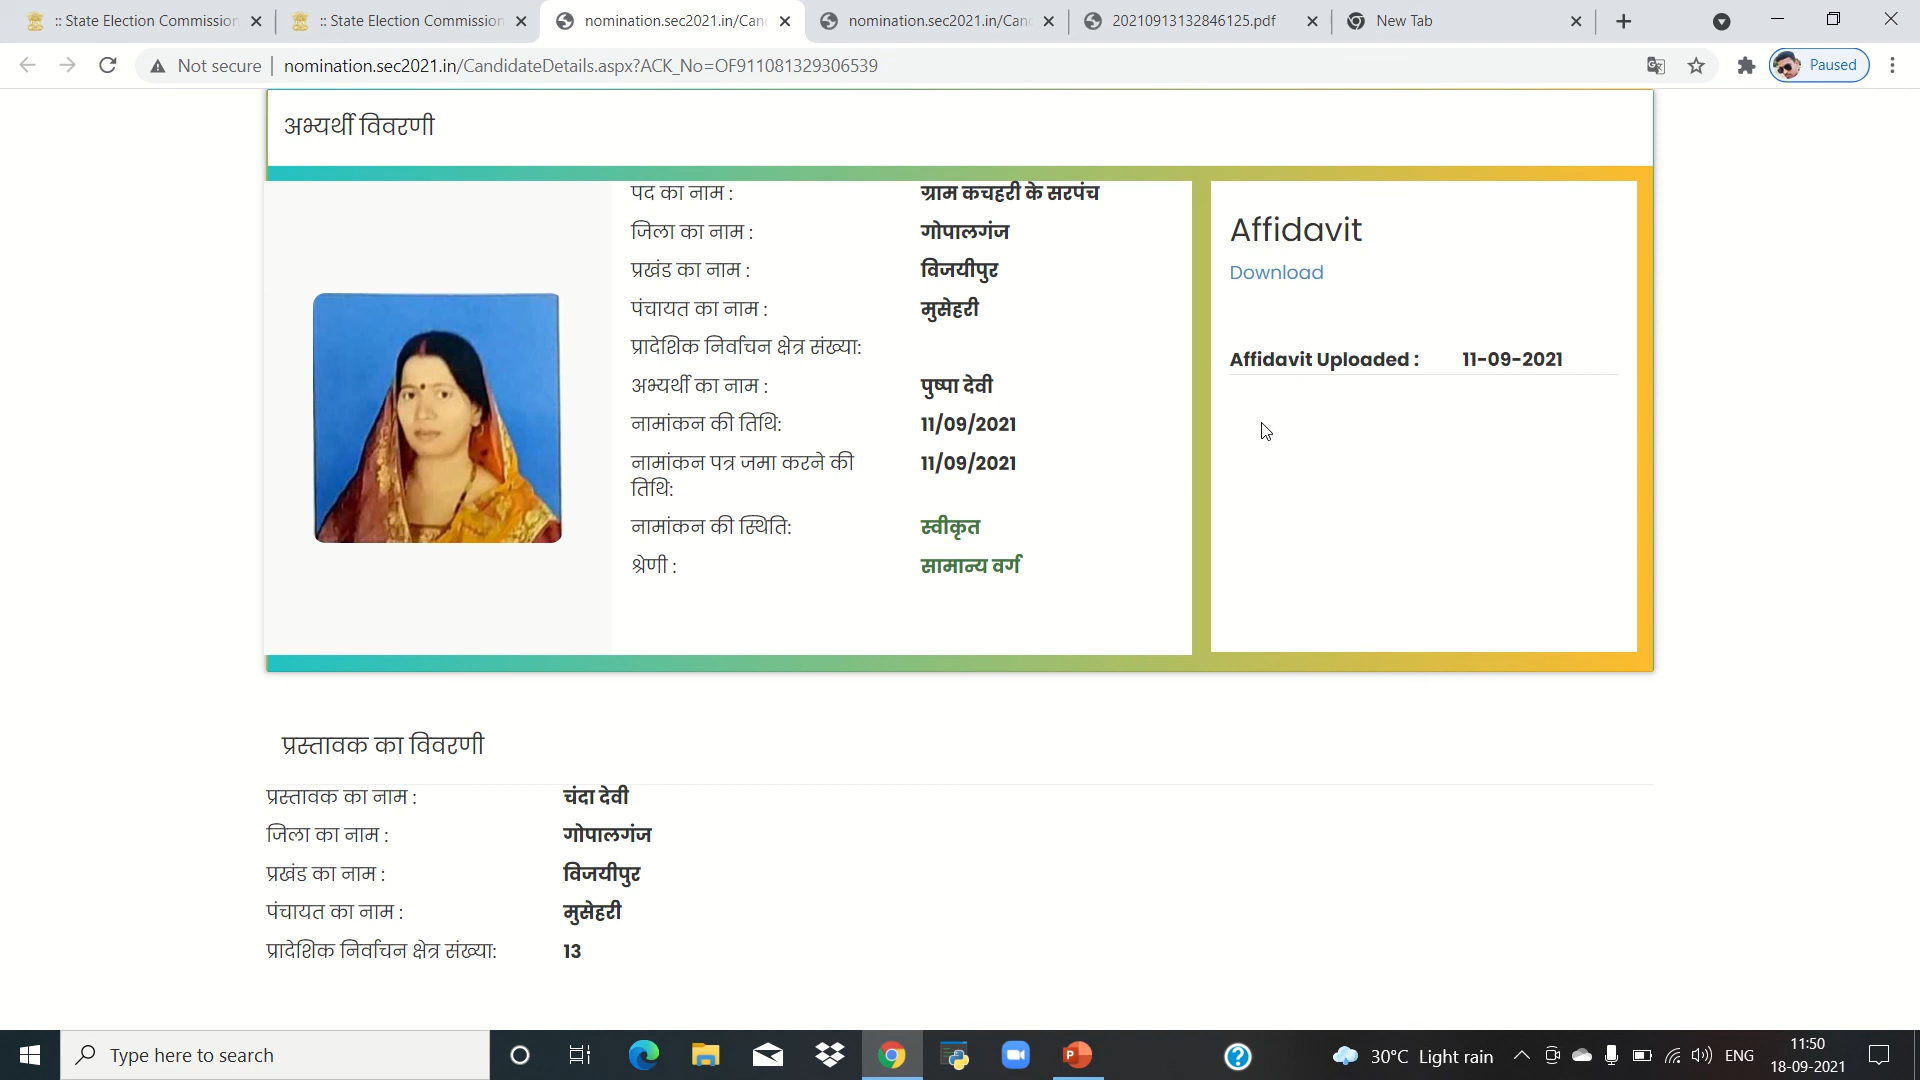 :: State Election Commission
:: State Election Commission
nomination.sec2021.in/Can
nomination.sec2021.in/Can
20210913132846125.pdf
New Tab
Not secure
nomination.sec2021.in/CandidateDetails.aspx?ACK_No=OF911081329306539
Paused
अभ्यर्थी विवरणी
पद का नाम : ग्राम कचहरी के सरपंच
जिला का नाम : गोपालगंज
प्रखंड का नाम : विजयीपुर
पंचायत का नाम : मुसेहरी
प्रादेशिक निर्वाचन क्षेत्र संख्या:
अभ्यर्थी का नाम : पुष्पा देवी
नामांकन की तिथि: 11/09/2021
नामांकन पत्र जमा करने की 11/09/2021
तिथि:
नामांकन की स्थिति: स्वीकृत
श्रेणी : सामान्य वर्ग
Affidavit
Download
Affidavit Uploaded : 11-09-2021
प्रस्तावक का विवरणी
प्रस्तावक का नाम : चंदा देवी
जिला का नाम : गोपालगंज
प्रखंड का नाम : विजयीपुर
पंचायत का नाम : मुसेहरी
प्रादेशिक निर्वाचन क्षेत्र संख्या: 13
Type here to search
30°C Light rain
ENG
11:50
18-09-2021